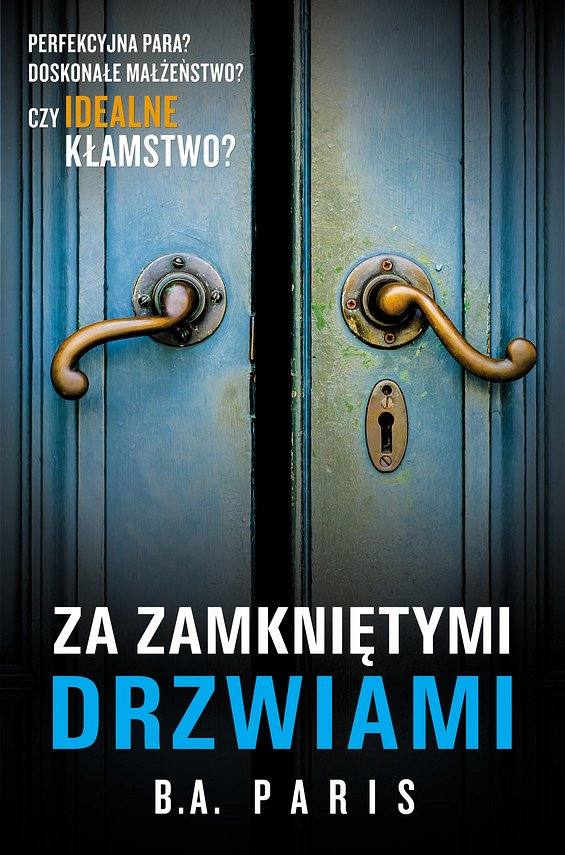 PERFEKCYJNA PARA?
DOSKONAŁE MAŁŻEŃSTWO?
CZY IDEALNE
KŁAMSTWO?
ZA ZAMKNIĘTYMI
DRZWIAMI
B.A. PARIS